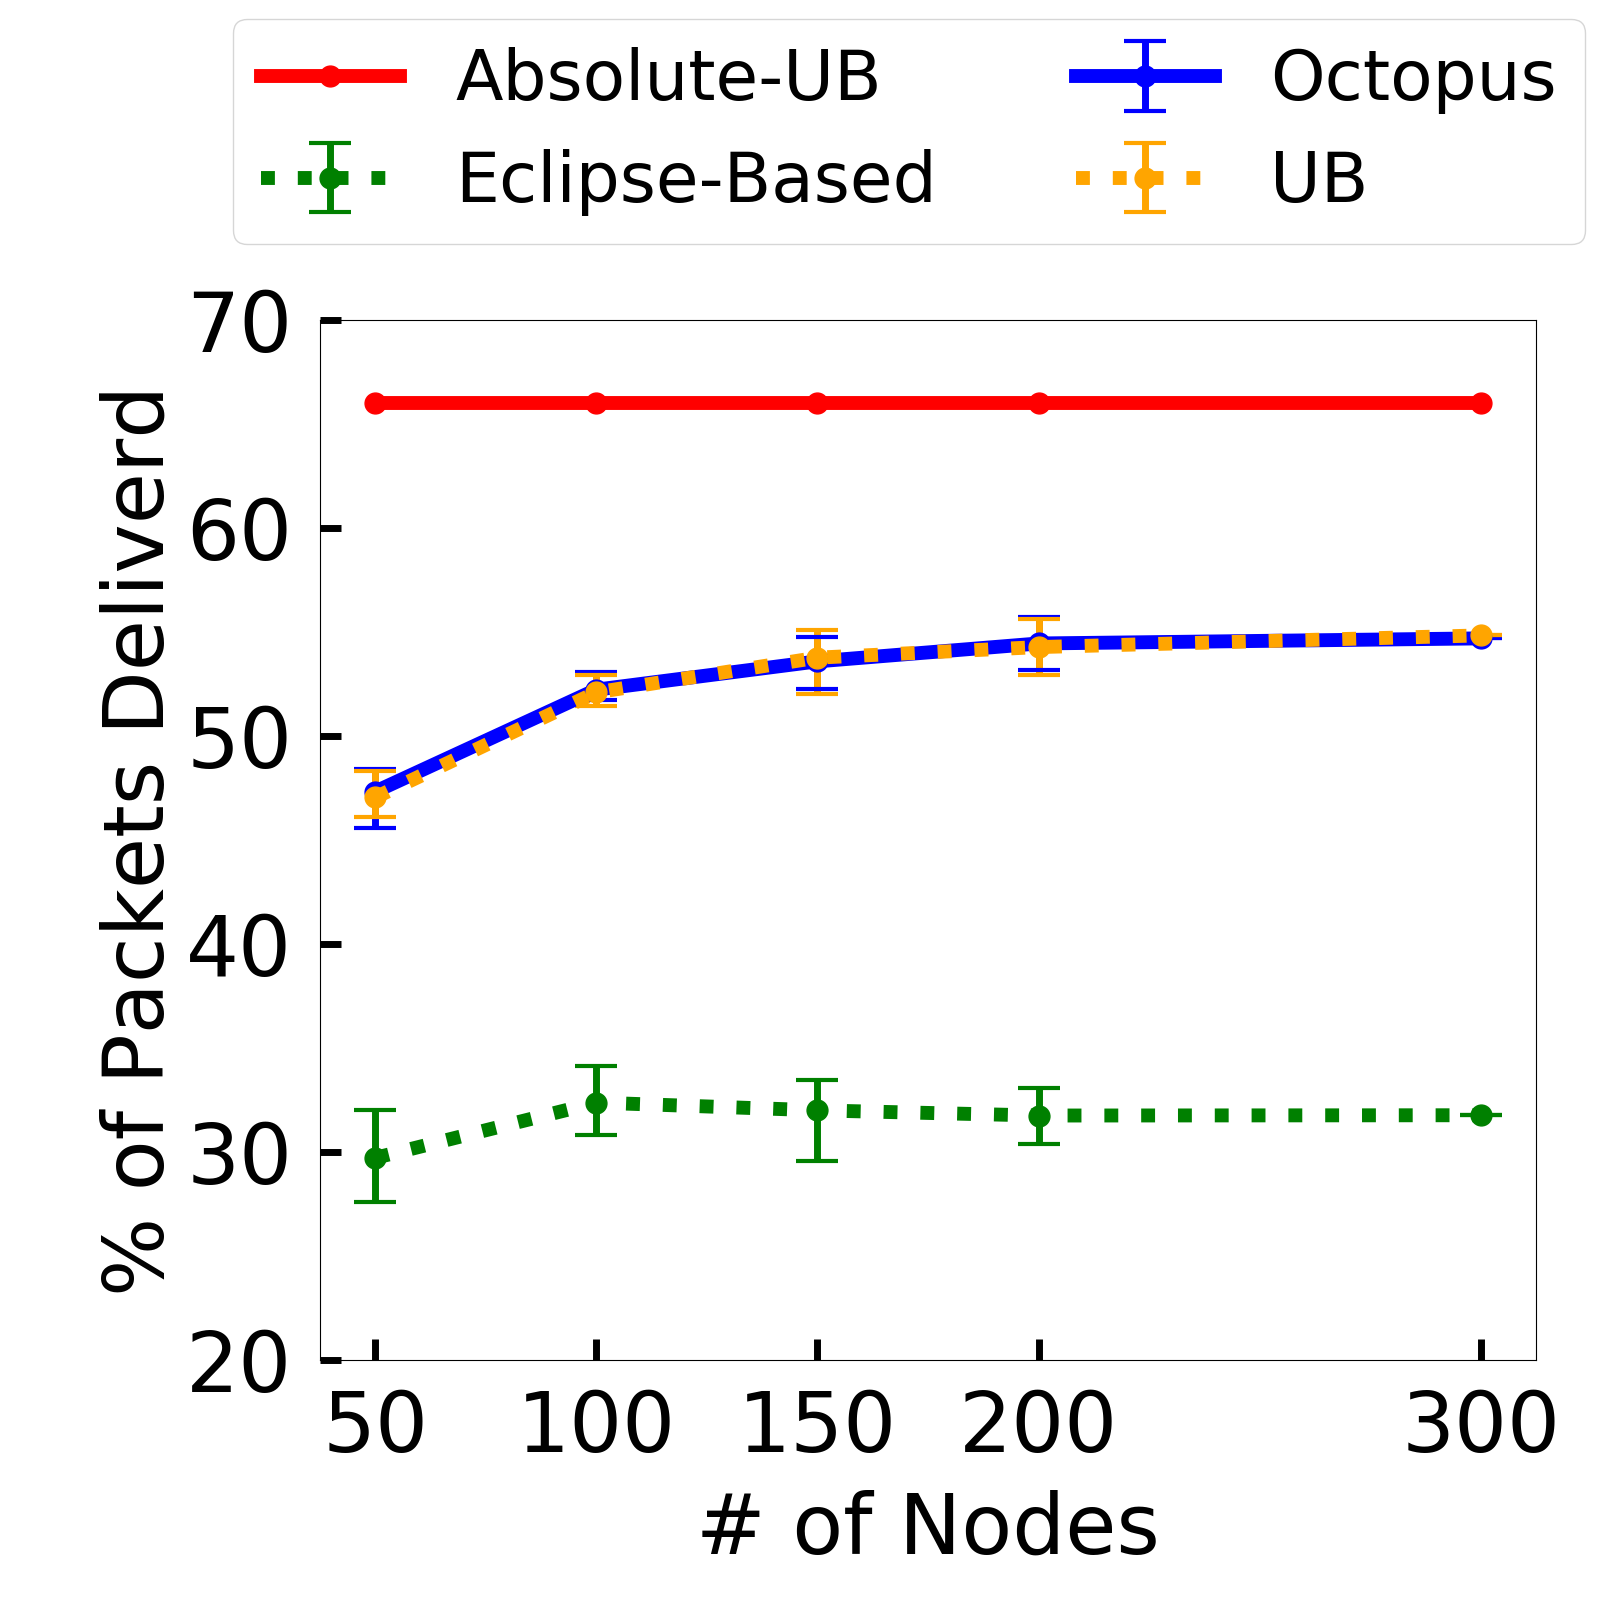 Absolute-UB
Octopus
Eclipse-Based
UB
% of Packets Deliverd
70
60
50
40
30
20
50 100 150 200 300
# of Nodes